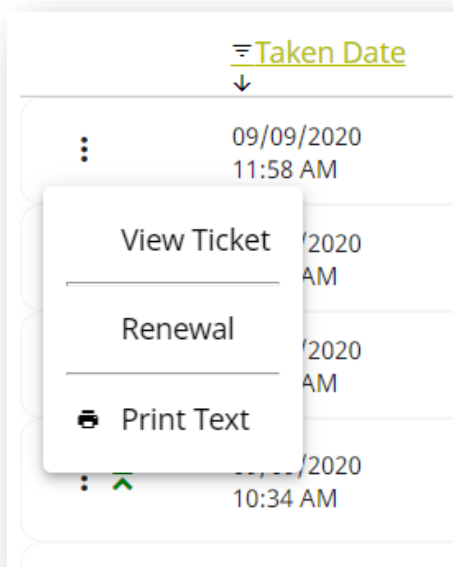 Taken Date
09/09/2020
11:58 AM
View Ticket
/2020
AM
Renewal
/2020
AM
Print Text
/2020
10:34 AM